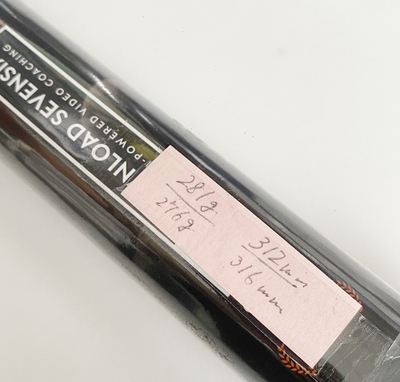 NLOAD SEVENSI
-POWERED VIDEO COACHING
281g
276g
312mm
316mm